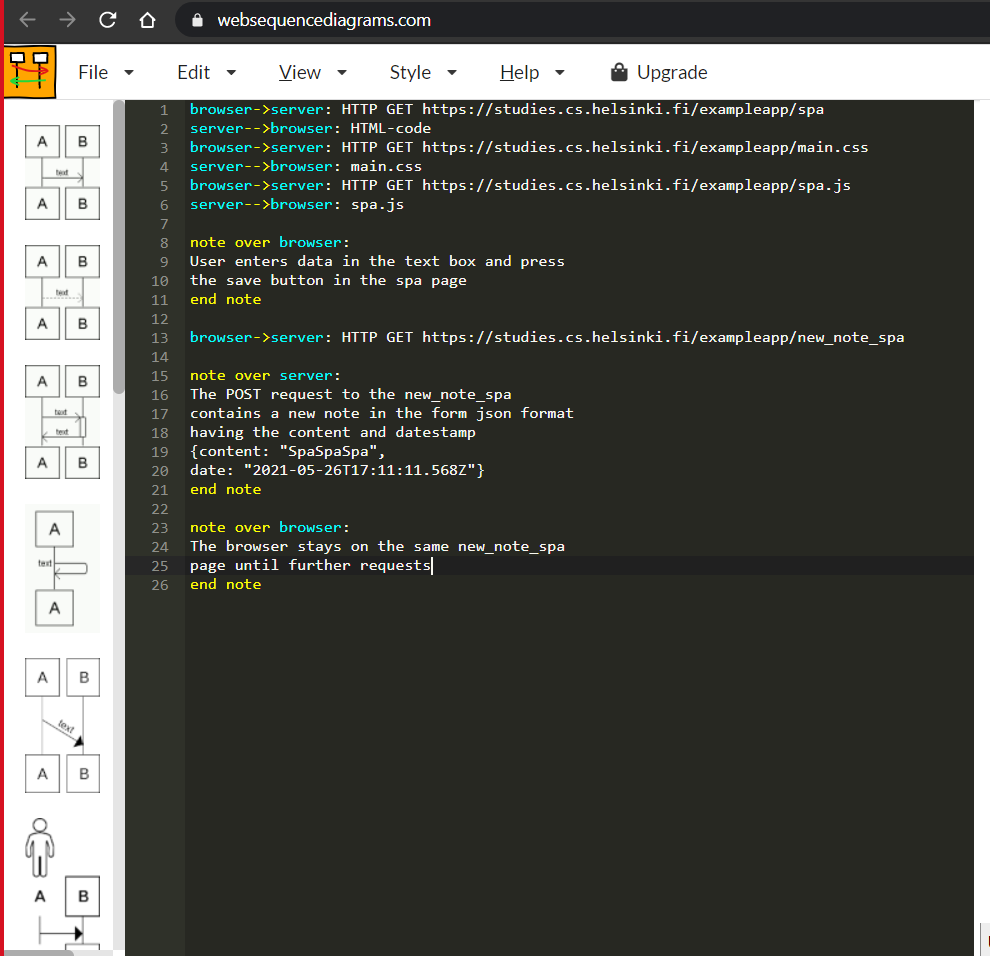 websequencediagrams.com
File Edit View Style Help Upgrade
1 browser->server: HTTP GET https://studies.cs.helsinki.fi/exampleapp/spa
2 server-->browser: HTML-code
3 browser->server: HTTP GET https://studies.cs.helsinki.fi/exampleapp/main.css
4 server-->browser: main.css
5 browser->server: HTTP GET https://studies.cs.helsinki.fi/exampleapp/spa.js
6 server-->browser: spa.js
7
8 note over browser:
9 User enters data in the text box and press
10 the save button in the spa page
11 end note
12
13 browser->server: HTTP GET https://studies.cs.helsinki.fi/exampleapp/new_note_spa
14
15 note over server:
16 The POST request to the new_note_spa
17 contains a new note in the form json format
18 having the content and datestamp
19 {content: "SpaSpaSpa",
20 date: "2021-05-26T17:11:11.568Z"}
21 end note
22
23 note over browser:
24 The browser stays on the same new_note_spa
25 page until further requests
26 end note
A B
text
A B
A B
text
A B
A B
text
text
A B
A
text
A
A B
text
A B
A B